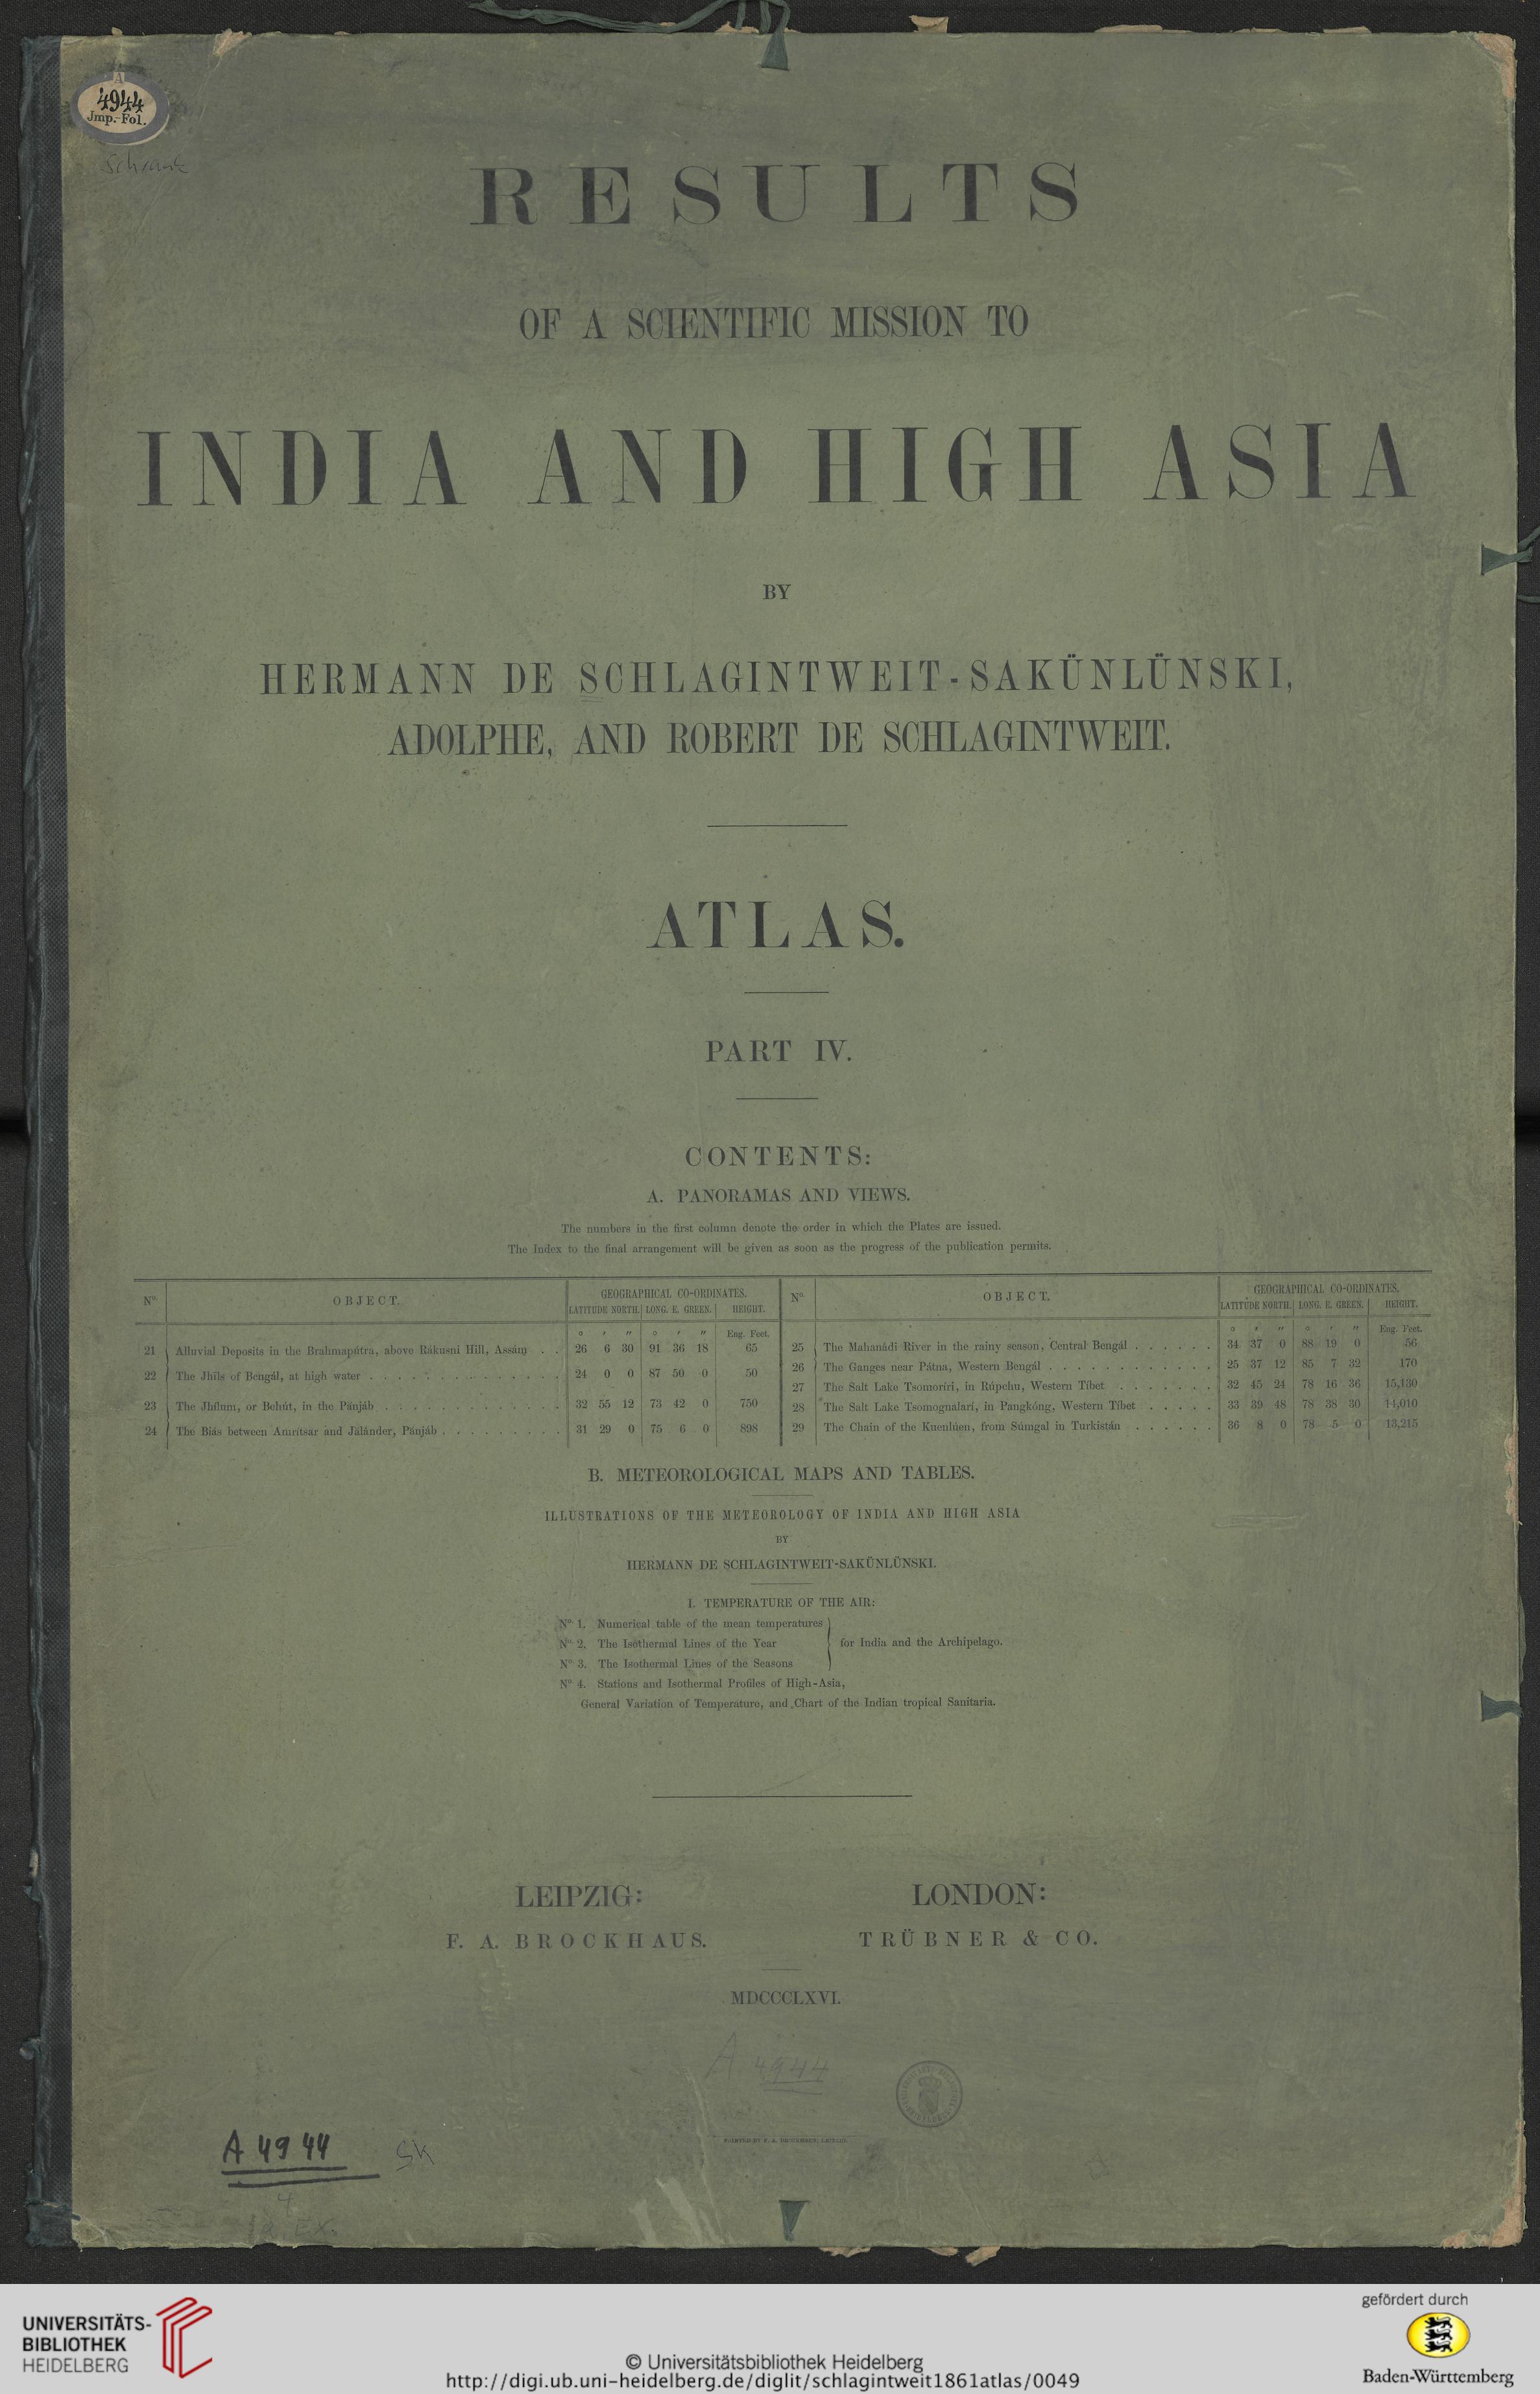 A
4944
Jmp.-Fol.
Schrank
RESULTS
OF A SCIENTIFIC MISSION TO
INDIA AND HIGH ASIA
BY
HERMANN DE SCHLAGINTWEIT-SAKÜNLÜNSKI,
ADOLPHE, AND ROBERT DE SCHLAGINTWEIT.
ATLAS.
PART IV.
CONTENTS:
A. PANORAMAS AND VIEWS.
The numbers in the first column denote the order in which the Plates are issued.
The Index to the final arrangement will be given as soon as the progress of the publication permits.
No. OBJECT. GEOGRAPHICAL CO-ORDINATES. LATITUDE NORTH. LONG. E. GREEN. HEIGHT.
° ′ ″ ° ′ ″ Eng. Feet.
21 Alluvial Deposits in the Brahmapútra, above Rákusni Hill, Assám . . 26 6 30 91 36 18 65
22 The Jhils of Bengál, at high water . . . . . . . . . . . . . . 24 0 0 87 50 0 50
23 The Jhílum, or Behút, in the Pănjáb . . . . . . . . . . . . . 32 55 12 73 42 0 750
24 The Biás between Amrítsar and Jălánder, Pănjáb . . . . . . . . . 31 29 0 75 6 0 898
No. OBJECT. GEOGRAPHICAL CO-ORDINATES. LATITUDE NORTH. LONG. E. GREEN. HEIGHT.
° ′ ″ ° ′ ″ Eng. Feet.
25 The Mahanádi River in the rainy season, Central Bengál . . . . . . 34 37 0 88 19 0 56
26 The Ganges near Pátna, Western Bengál . . . . . . . . . . . . 25 37 12 85 7 32 170
27 The Salt Lake Tsomoríri, in Rúpchu, Western Tibet . . . . . . . 32 45 24 78 16 36 15,130
28 The Salt Lake Tsomognalarí, in Pangkóng, Western Tíbet . . . . . 33 39 48 78 38 30 14,010
29 The Chain of the Kuenlúen, from Súmgal in Turkistán . . . . . . 36 8 0 78 5 0 13,215
B. METEOROLOGICAL MAPS AND TABLES.
ILLUSTRATIONS OF THE METEOROLOGY OF INDIA AND HIGH ASIA
BY
HERMANN DE SCHLAGINTWEIT-SAKÜNLÜNSKI.
I. TEMPERATURE OF THE AIR:
No. 1. Numerical table of the mean temperatures
No. 2. The Isothermal Lines of the Year
for India and the Archipelago.
No. 3. The Isothermal Lines of the Seasons
No. 4. Stations and Isothermal Profiles of High-Asia,
General Variation of Temperature, and Chart of the Indian tropical Sanitaria.
LEIPZIG: LONDON:
F. A. BROCKHAUS. TRÜBNER & CO.
MDCCCLXVI.
A 4944
PRINTED BY F. A. BROCKHAUS, LEIPZIG.
A 4944 SK
UNIVERSITÄTS-
BIBLIOTHEK
HEIDELBERG
© Universitätsbibliothek Heidelberg
http://digi.ub.uni-heidelberg.de/diglit/schlagintweit1861atlas/0049
gefördert durch
Baden-Württemberg